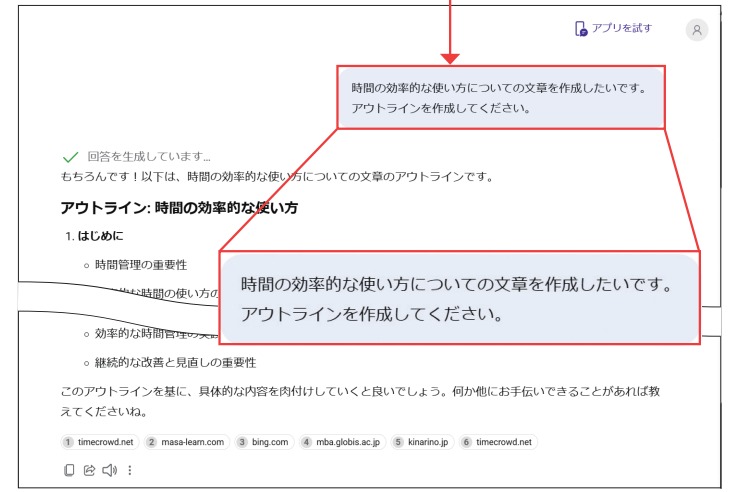 アプリを試す
時間の効率的な使い方についての文章を作成したいです。
アウトラインを作成してください。
回答を生成しています...
もちろんです！以下は、時間の効率的な使い方についての文章のアウトラインです。
アウトライン: 時間の効率的な使い方
1. はじめに
時間管理の重要性
時間の効率的な使い方についての文章を作成したいです。
アウトラインを作成してください。
な時間の使い方の
効率的な時間管理の
継続的な改善と見直しの重要性
このアウトラインを基に、具体的な内容を肉付けしていくと良いでしょう。何か他にお手伝いできることがあれば教
えてくださいね。
1 timecrowd.net 2 masa-learn.com 3 bing.com 4 mba.globis.ac.jp 5 kinarino.jp 6 timecrowd.net